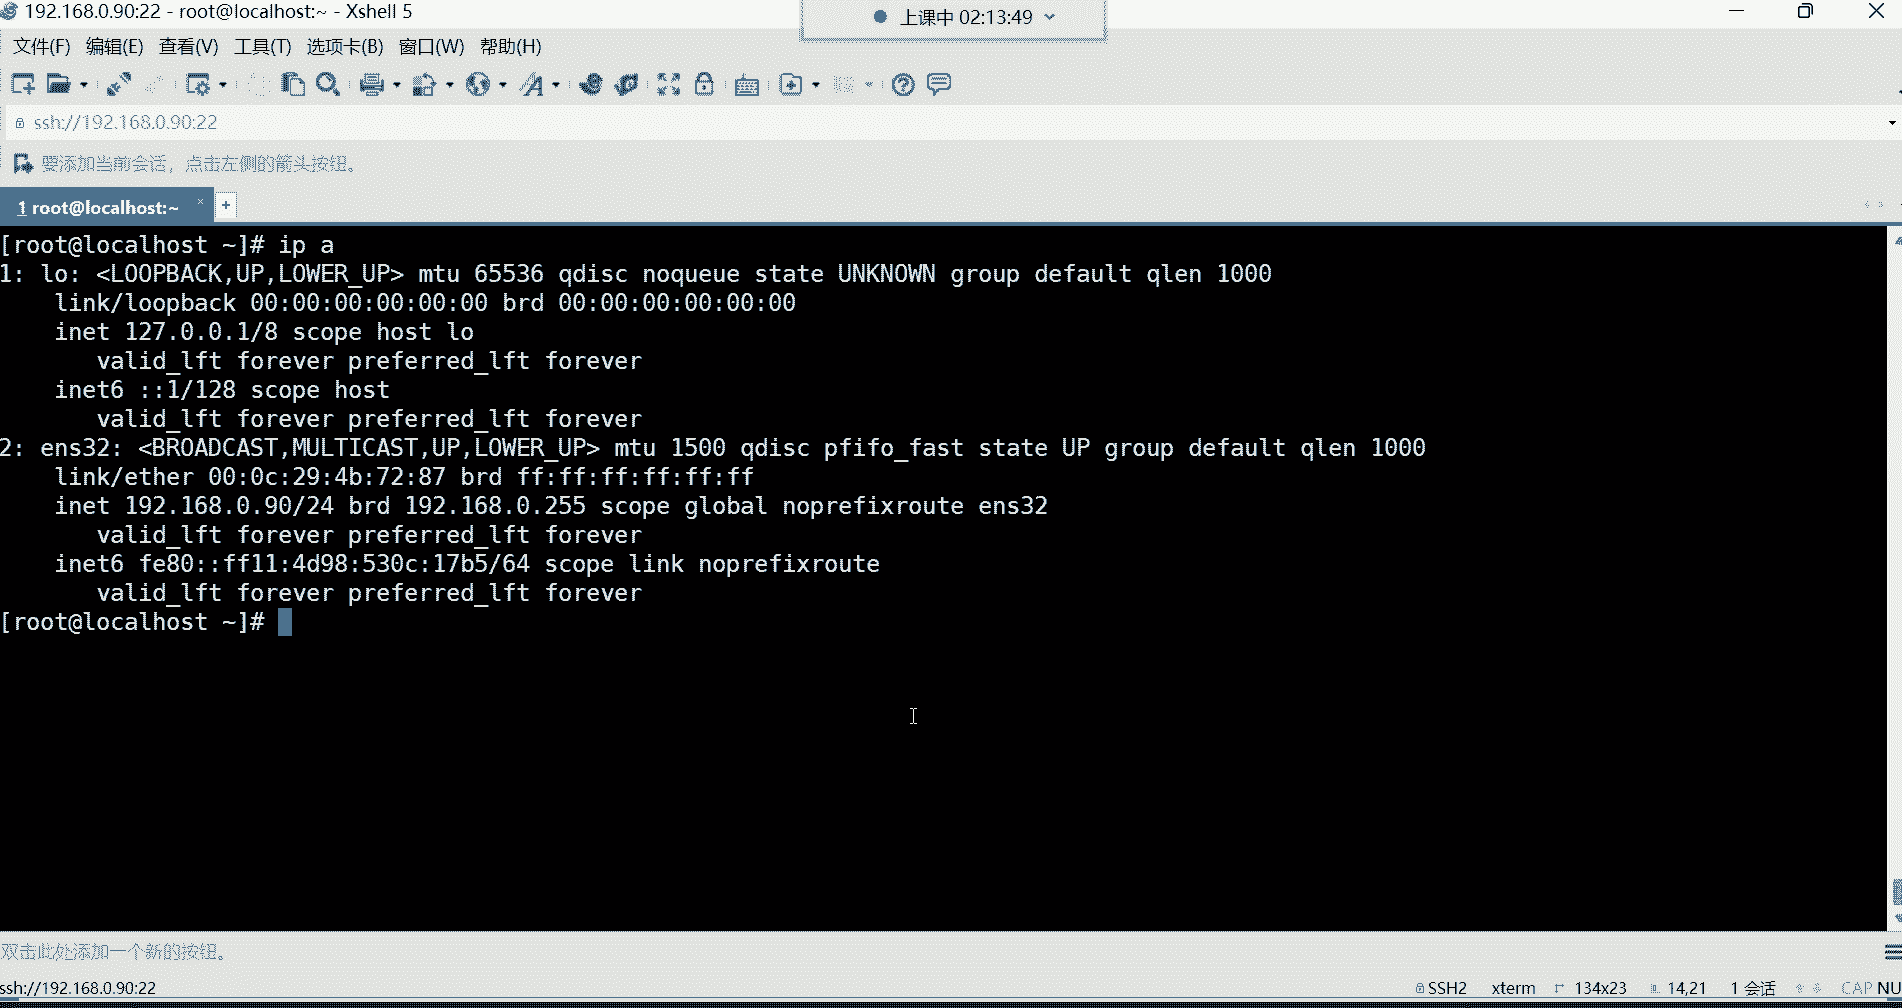 192.168.0.90:22 - root@localhost:~ - Xshell 5
上课中 02:13:49
文件(F) 编辑(E) 查看(V) 工具(T) 选项卡(B) 窗口(W) 帮助(H)
ssh://192.168.0.90:22
要添加当前会话，点击左侧的箭头按钮。
1 root@localhost:~
[root@localhost ~]# ip a
1: lo: <LOOPBACK,UP,LOWER_UP> mtu 65536 qdisc noqueue state UNKNOWN group default qlen 1000
link/loopback 00:00:00:00:00:00 brd 00:00:00:00:00:00
inet 127.0.0.1/8 scope host lo
valid_lft forever preferred_lft forever
inet6 ::1/128 scope host
valid_lft forever preferred_lft forever
2: ens32: <BROADCAST,MULTICAST,UP,LOWER_UP> mtu 1500 qdisc pfifo_fast state UP group default qlen 1000
link/ether 00:0c:29:4b:72:87 brd ff:ff:ff:ff:ff:ff
inet 192.168.0.90/24 brd 192.168.0.255 scope global noprefixroute ens32
valid_lft forever preferred_lft forever
inet6 fe80::ff11:4d98:530c:17b5/64 scope link noprefixroute
valid_lft forever preferred_lft forever
[root@localhost ~]#
双击此处添加一个新的按钮。
ssh://192.168.0.90:22 SSH2 xterm 134x23 14,21 1 会话 CAP NU